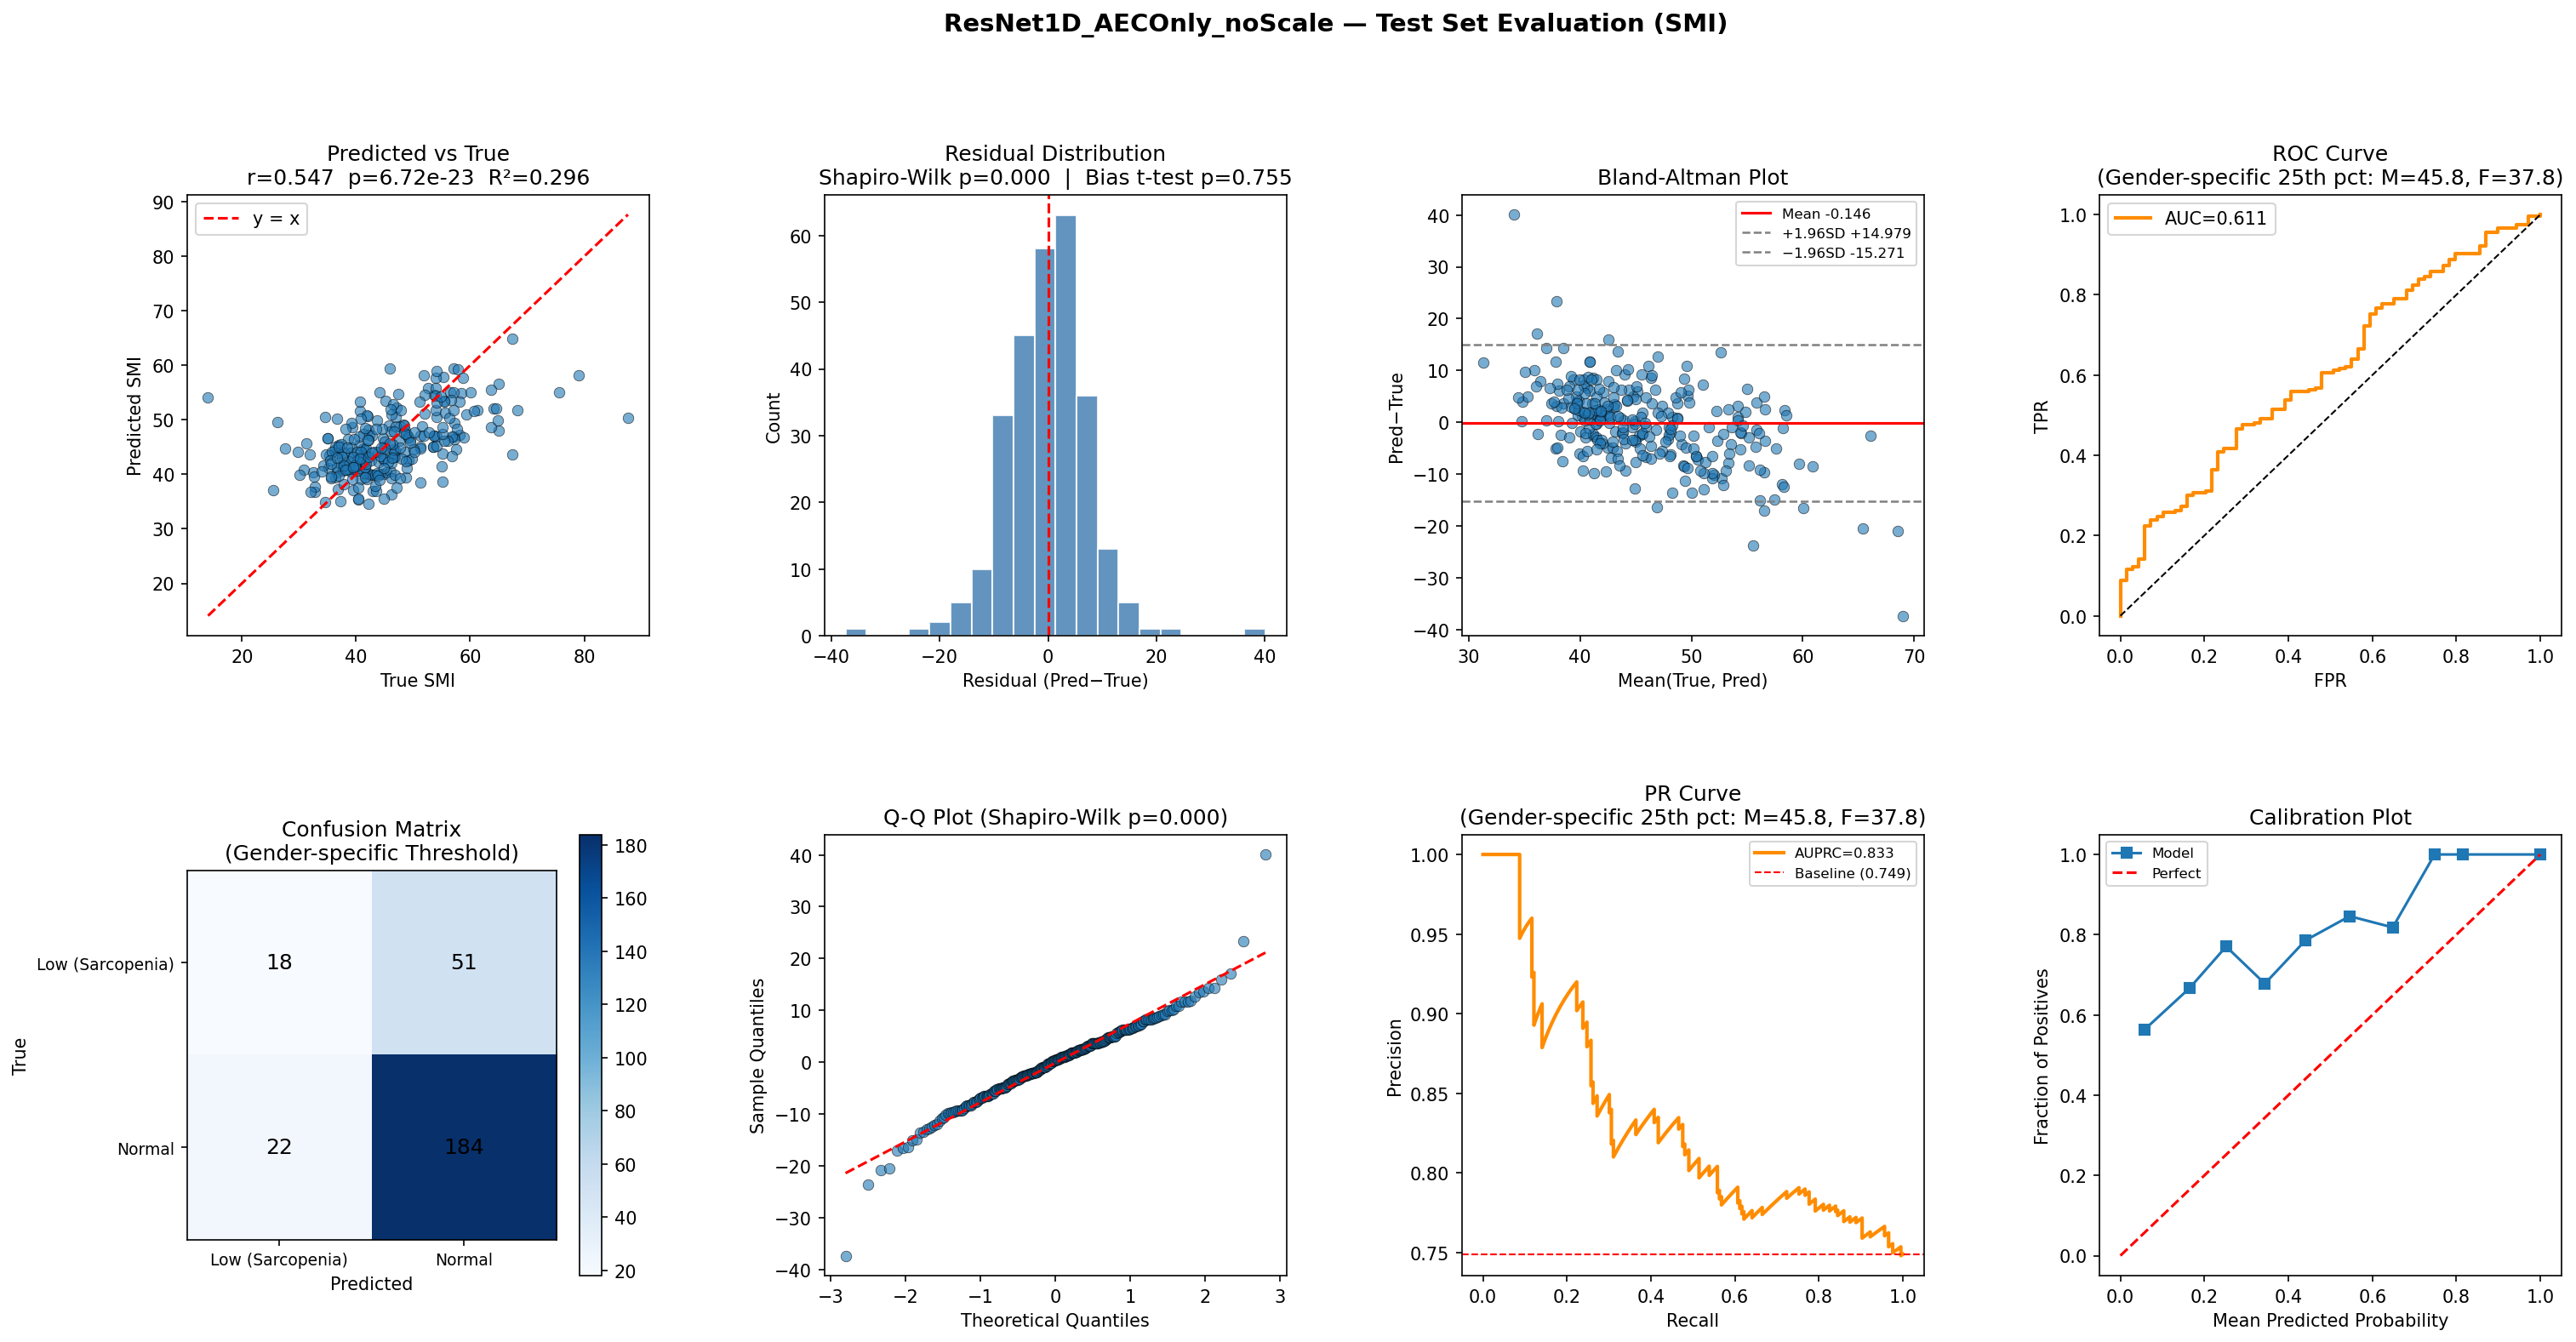 ResNet1D_AECOnly_noScale — Test Set Evaluation (SMI)
Predicted vs True
r=0.547  p=6.72e-23  R²=0.296
y = x
90
80
70
60
50
40
30
20
Predicted SMI
20
40
60
80
True SMI
Residual Distribution
Shapiro-Wilk p=0.000  |  Bias t-test p=0.755
60
50
40
30
20
10
0
Count
−40
−20
0
20
40
Residual (Pred−True)
Bland-Altman Plot
Mean -0.146
+1.96SD +14.979
−1.96SD -15.271
40
30
20
10
0
−10
−20
−30
−40
Pred−True
30
40
50
60
70
Mean(True, Pred)
ROC Curve
(Gender-specific 25th pct: M=45.8, F=37.8)
AUC=0.611
1.0
0.8
0.6
0.4
0.2
0.0
TPR
0.0
0.2
0.4
0.6
0.8
1.0
FPR
Confusion Matrix
(Gender-specific Threshold)
Low (Sarcopenia)
Normal
True
18
51
22
184
Low (Sarcopenia)
Normal
Predicted
180
160
140
120
100
80
60
40
20
Q-Q Plot (Shapiro-Wilk p=0.000)
40
30
20
10
0
−10
−20
−30
−40
Sample Quantiles
−3
−2
−1
0
1
2
3
Theoretical Quantiles
PR Curve
(Gender-specific 25th pct: M=45.8, F=37.8)
AUPRC=0.833
Baseline (0.749)
1.00
0.95
0.90
0.85
0.80
0.75
Precision
0.0
0.2
0.4
0.6
0.8
1.0
Recall
Calibration Plot
Model
Perfect
1.0
0.8
0.6
0.4
0.2
0.0
Fraction of Positives
0.0
0.2
0.4
0.6
0.8
1.0
Mean Predicted Probability